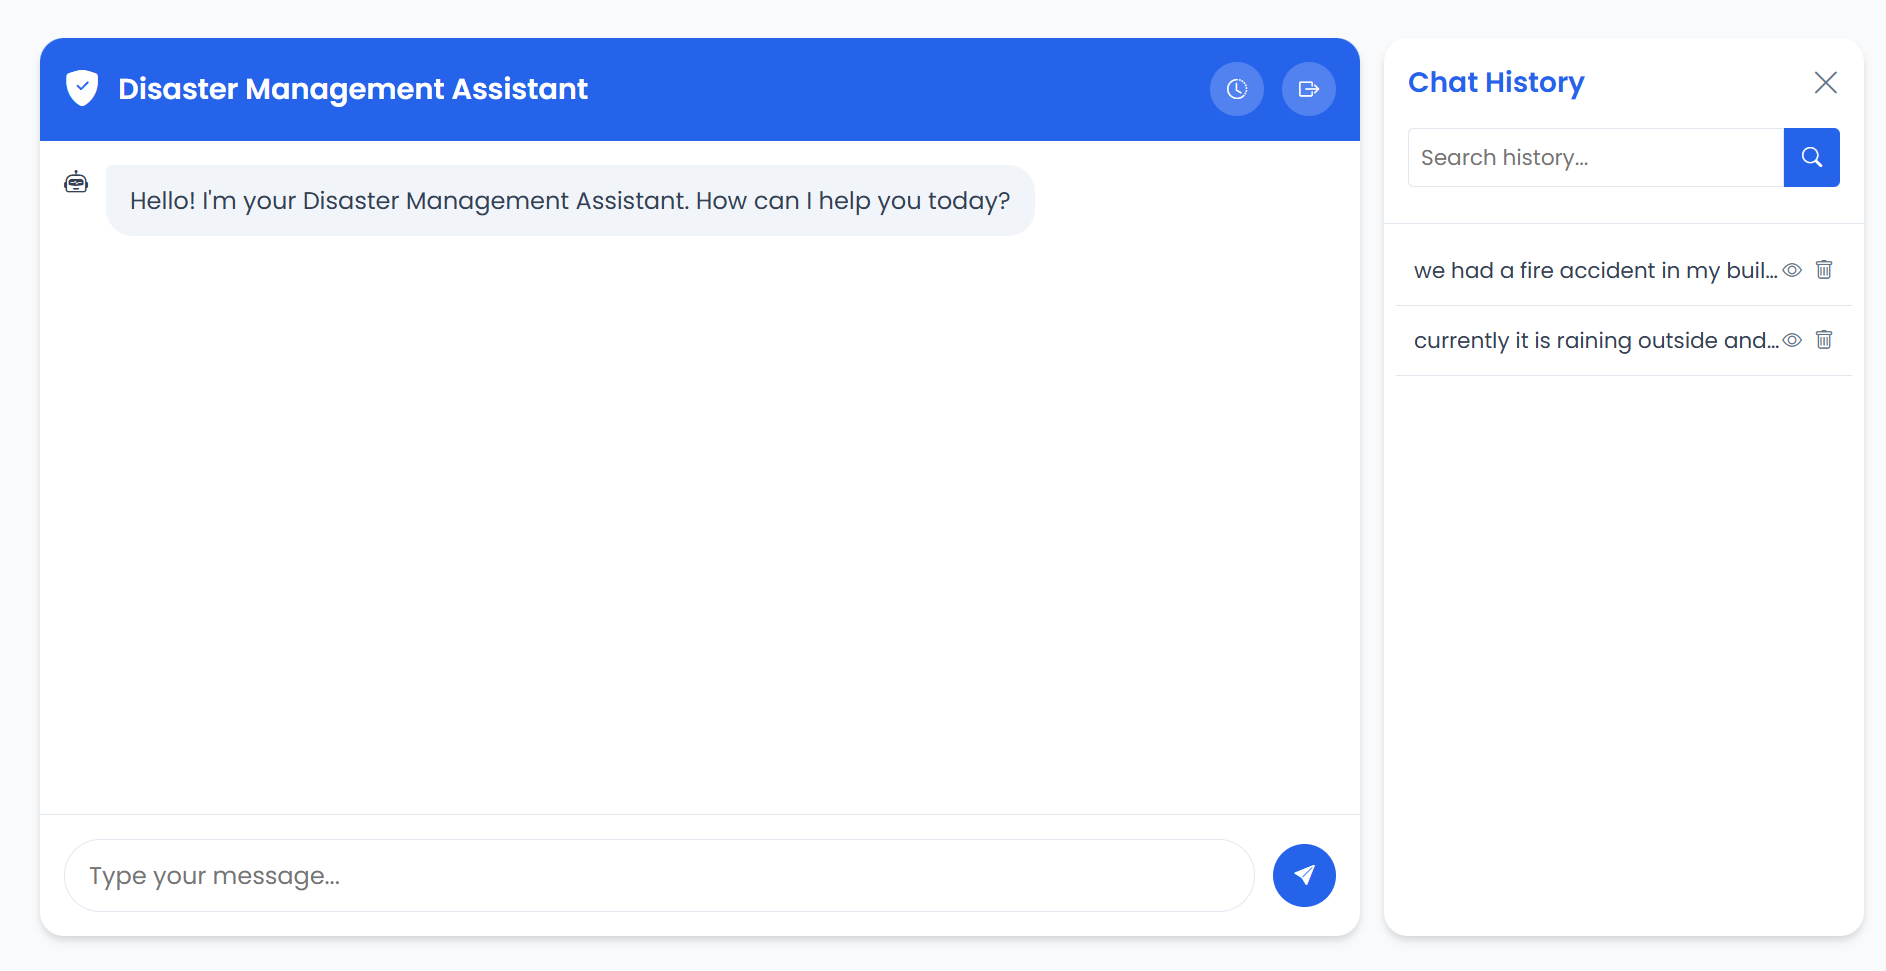 Disaster Management Assistant
Hello! I'm your Disaster Management Assistant. How can I help you today?
Type your message...
Chat History
Search history...
we had a fire accident in my buil...
currently it is raining outside and...